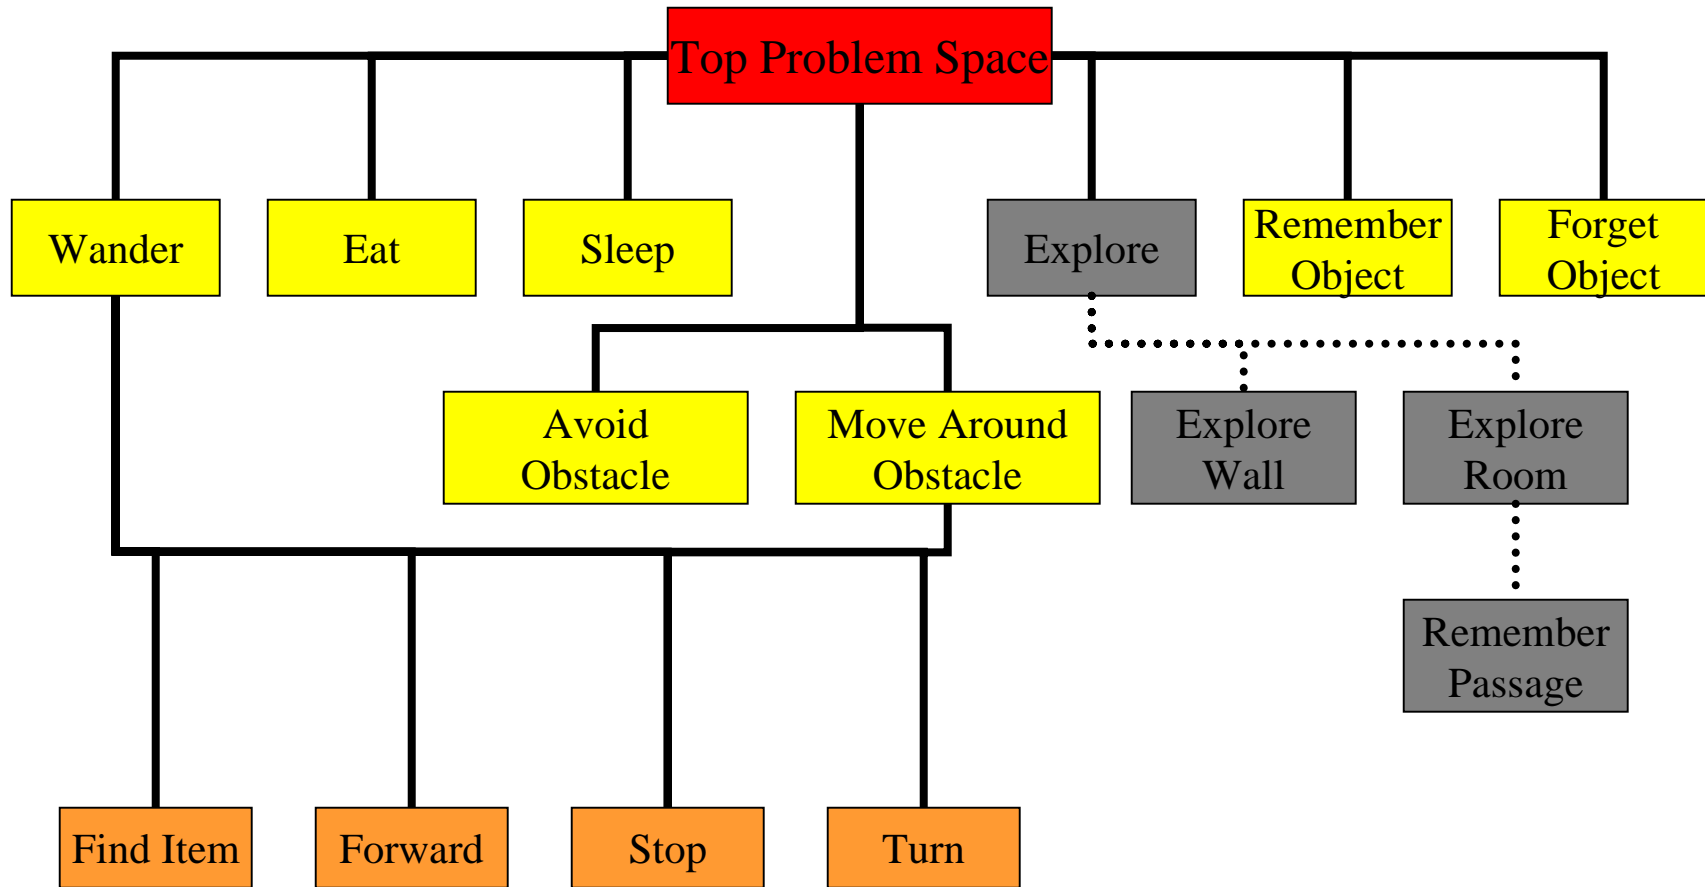 Top Problem Space
Wander
Eat
Sleep
Explore
Remember
Object
Forget
Object
Avoid
Obstacle
Move Around
Obstacle
Explore
Wall
Explore
Room
Remember
Passage
Find Item
Forward
Stop
Turn